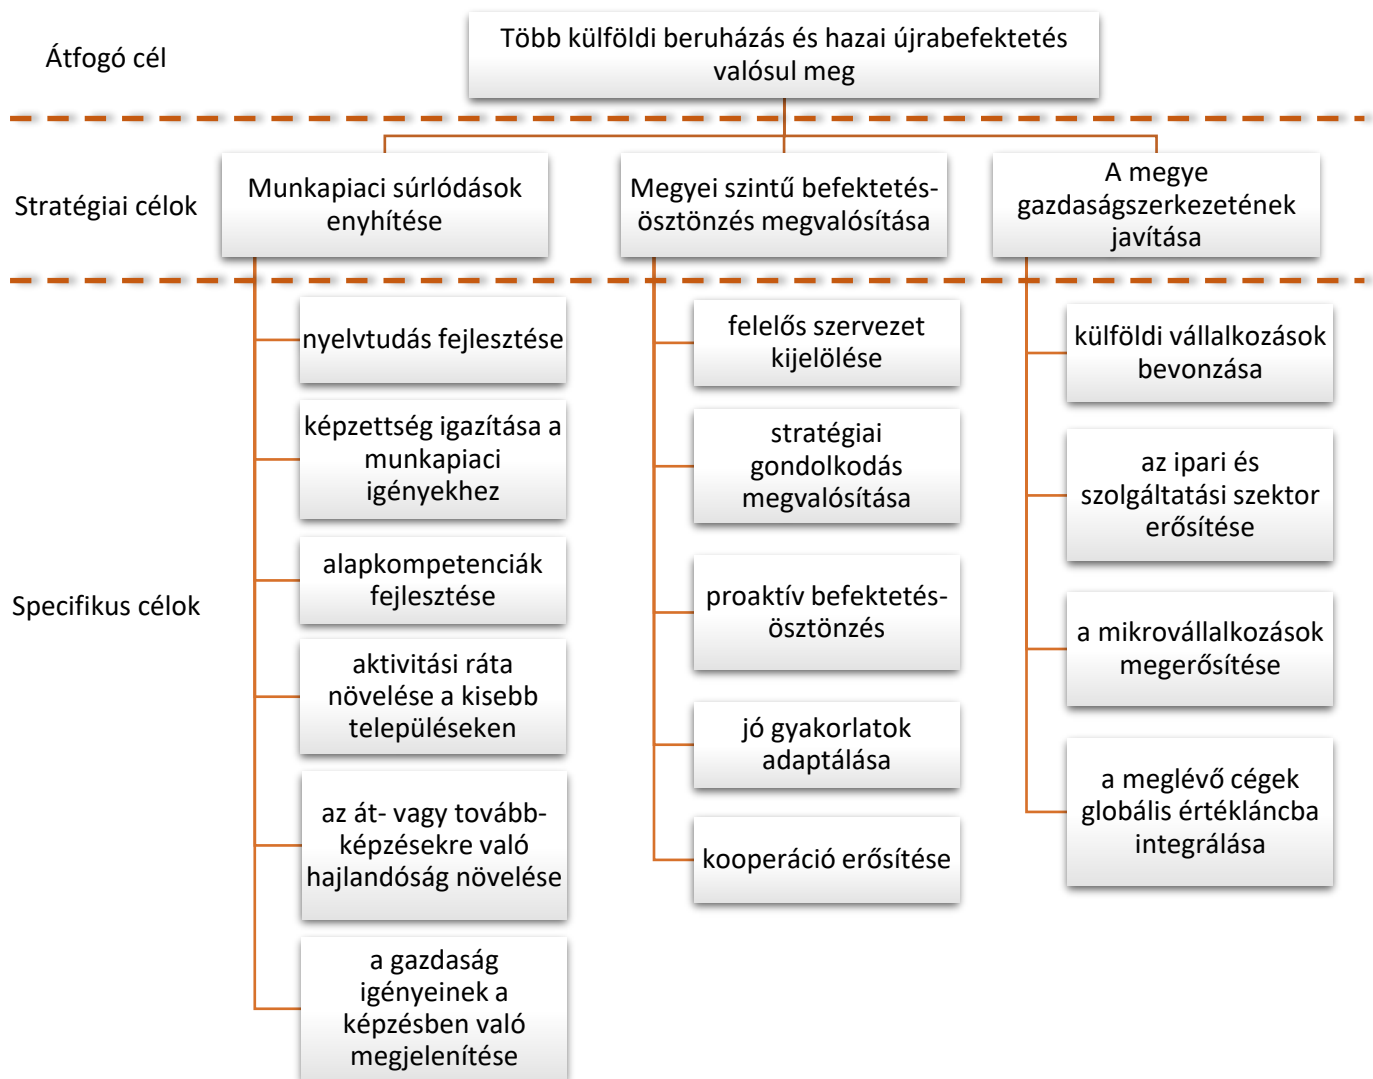 Átfogó cél
Több külföldi beruházás és hazai újrabefektetés
valósul meg
Stratégiai célok
Munkapiaci súrlódások
enyhítése
Megyei szintű befektetés-
ösztönzés megvalósítása
A megye
gazdaságszerkezetének
javítása
Specifikus célok
nyelvtudás fejlesztése
képzettség igazítása a
munkapiaci
igényekhez
alapkompetenciák
fejlesztése
aktivitási ráta
növelése a kisebb
településeken
az át- vagy tovább-
képzésekre való
hajlandóság növelése
a gazdaság
igényeinek a
képzésben való
megjelenítése
felelős szervezet
kijelölése
stratégiai
gondolkodás
megvalósítása
proaktív befektetés-
ösztönzés
jó gyakorlatok
adaptálása
kooperáció erősítése
külföldi vállalkozások
bevonzása
az ipari és
szolgáltatási szektor
erősítése
a mikrovállalkozások
megerősítése
a meglévő cégek
globális értékláncba
integrálása